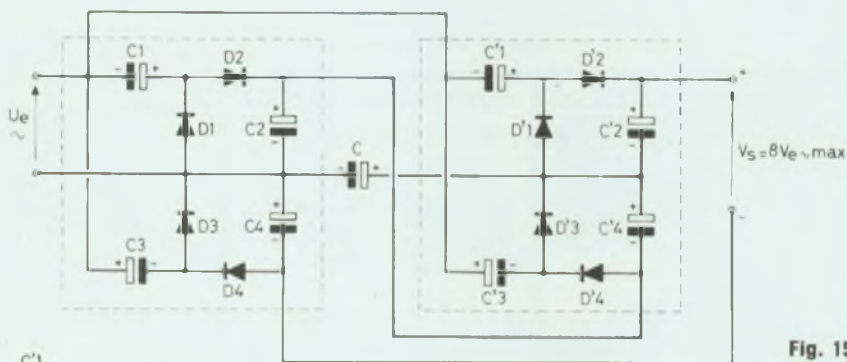 C1 D2 C'1 D'2
- + - +
+
Ue
~
D1 C2 D'1 C'2
+ + +
- - -
C
- +
Vs=8Ve~max
+ +
D3 C4 D'3 C'4
- -
C3 -
+ - + -
D4 C'3 D'4
C'1
Fig. 15